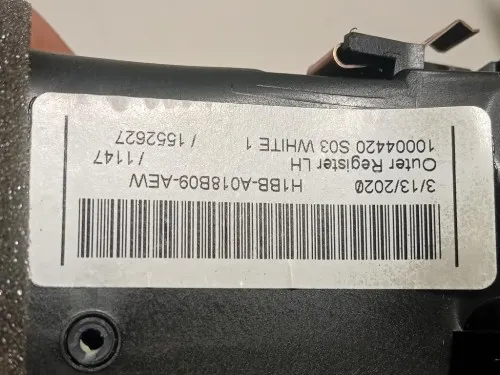 3/13/2020 H1BB-A018B09-AEW
Outer Register LH / 1147
10004420 S03 WHITE 1 / 1552627